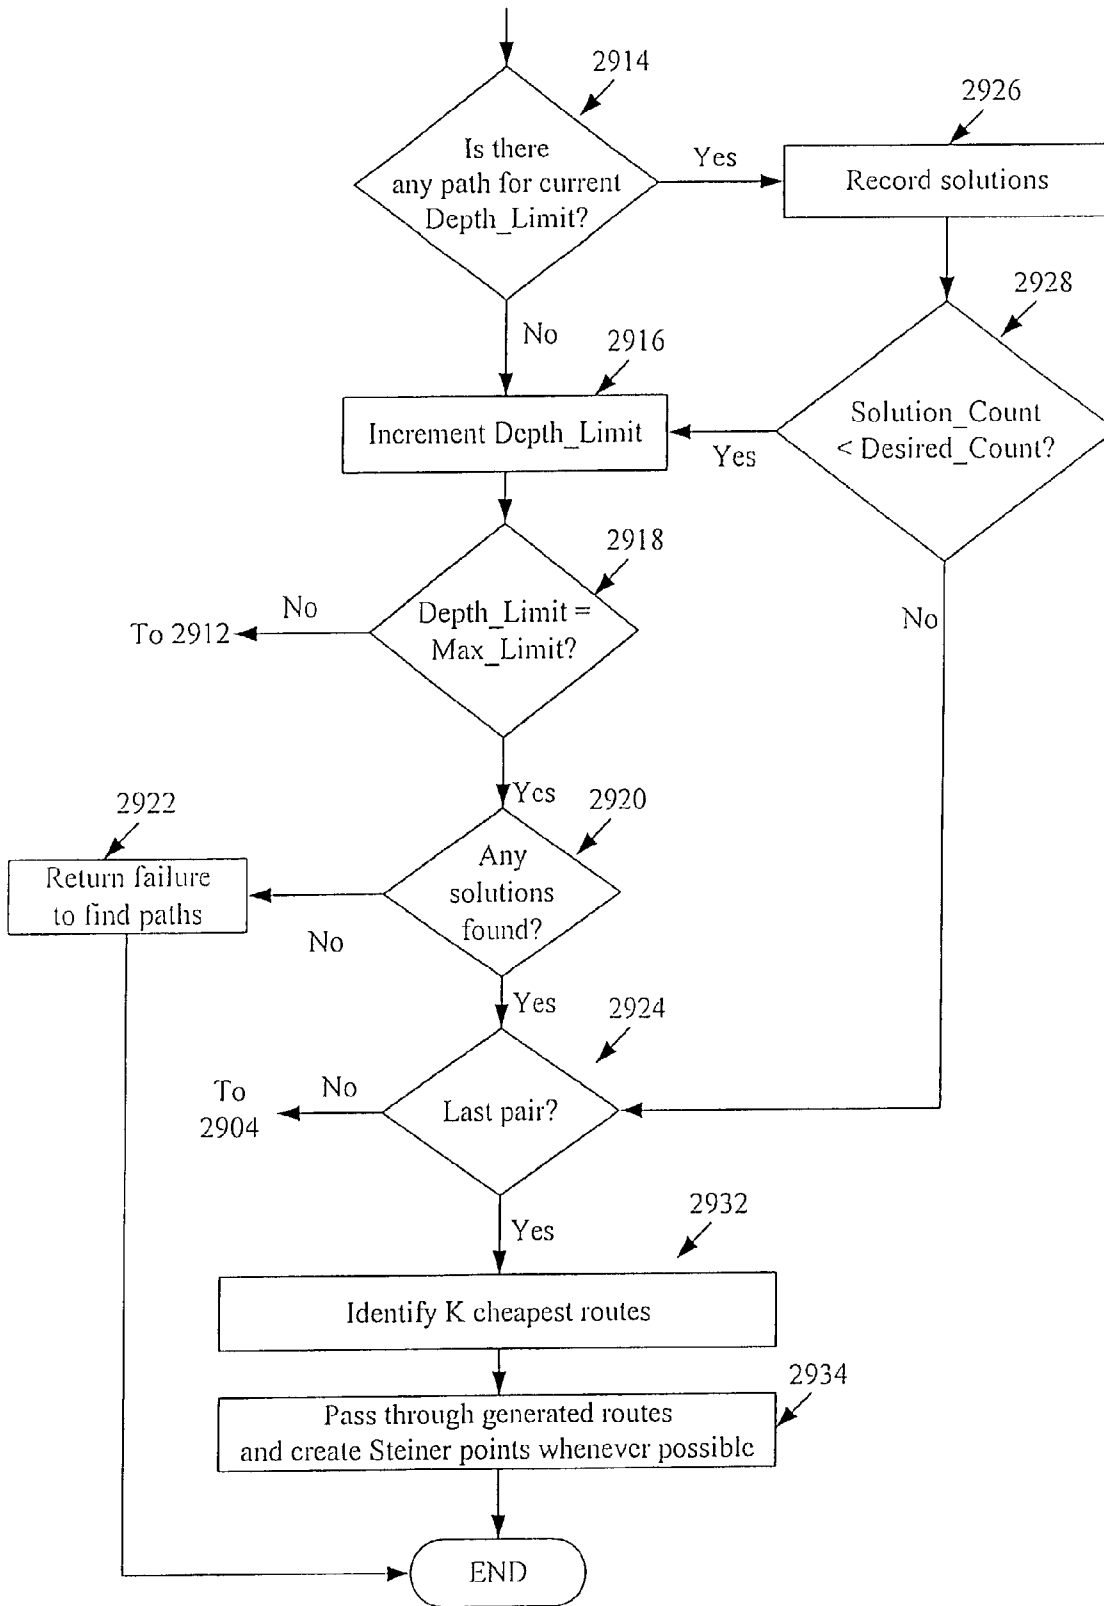 2914
Is there
any path for current
Depth_Limit?
Yes
2926
Record solutions
2928
Solution_Count
< Desired_Count?
Yes
No
No
2916
Increment Depth_Limit
2918
Depth_Limit =
Max_Limit?
No
To 2912
Yes
2920
Any
solutions
found?
No
2922
Return failure
to find paths
Yes
2924
Last pair?
No
To
2904
Yes
2932
Identify K cheapest routes
2934
Pass through generated routes
and create Steiner points whenever possible
END